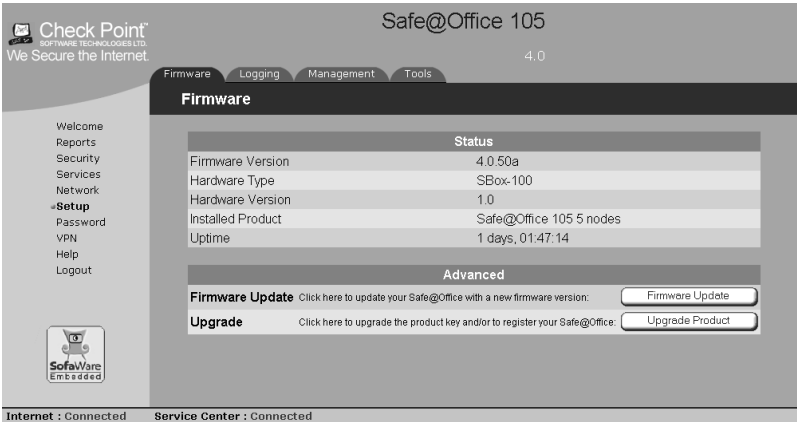 Check Point™
SOFTWARE TECHNOLOGIES LTD.
We Secure the Internet.
Safe@Office 105
4.0
Firmware Logging Management Tools
Firmware
Welcome
Reports
Security
Services
Network
Setup
Password
VPN
Help
Logout
Status
Firmware Version 4.0.50a
Hardware Type SBox-100
Hardware Version 1.0
Installed Product Safe@Office 105 5 nodes
Uptime 1 days, 01:47:14
Advanced
Firmware Update Click here to update your Safe@Office with a new firmware version: Firmware Update
Upgrade Click here to upgrade the product key and/or to register your Safe@Office: Upgrade Product
SofaWare
Embedded
Internet : Connected Service Center : Connected